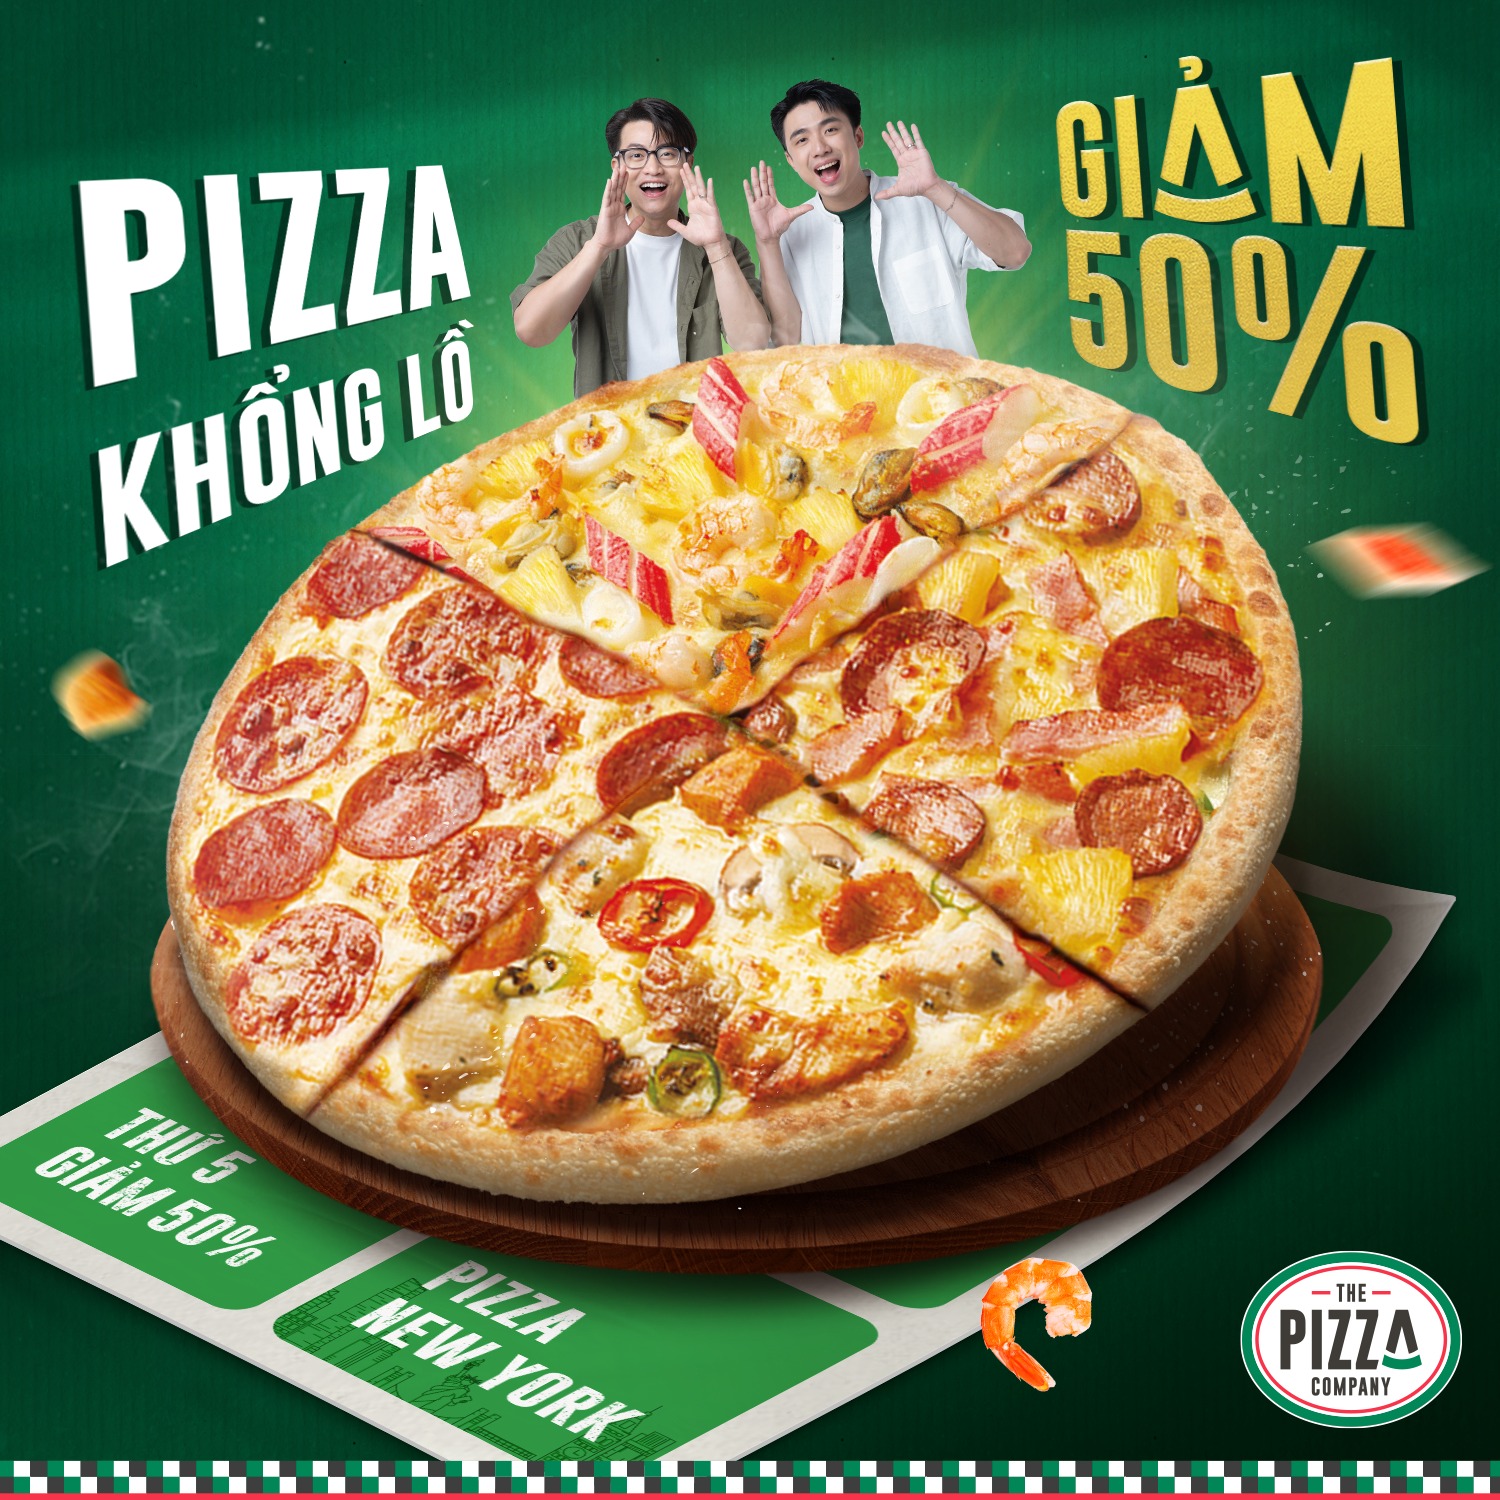 PIZZA
KHỔNG LỒ
GIẢM
50%
THỨ 5
GIẢM 50%
PIZZA
NEW YORK
THE
PIZZA
COMPANY